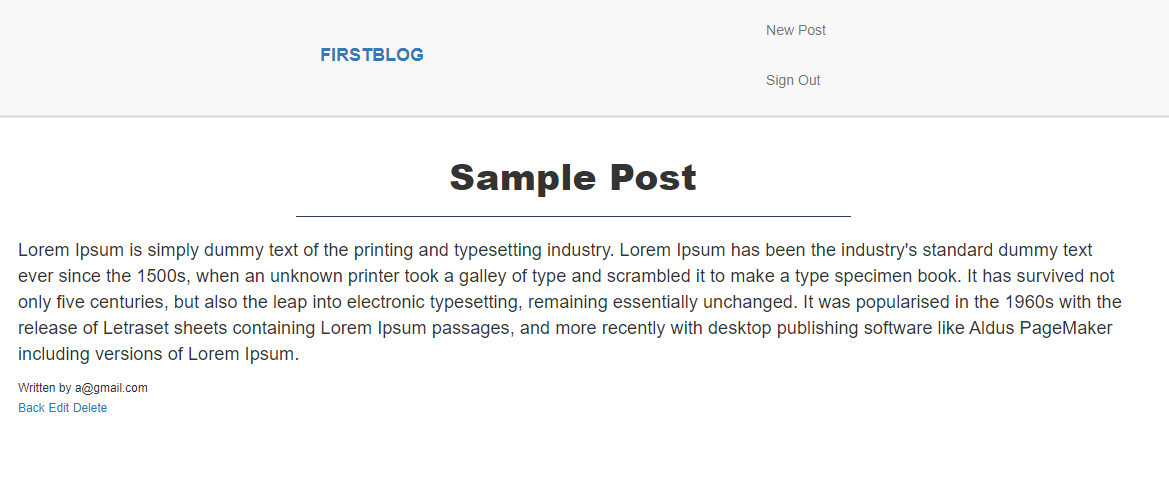 New Post
FIRSTBLOG
Sign Out
Sample Post
Lorem Ipsum is simply dummy text of the printing and typesetting industry. Lorem Ipsum has been the industry's standard dummy text
ever since the 1500s, when an unknown printer took a galley of type and scrambled it to make a type specimen book. It has survived not
only five centuries, but also the leap into electronic typesetting, remaining essentially unchanged. It was popularised in the 1960s with the
release of Letraset sheets containing Lorem Ipsum passages, and more recently with desktop publishing software like Aldus PageMaker
including versions of Lorem Ipsum.
Written by a@gmail.com
Back Edit Delete